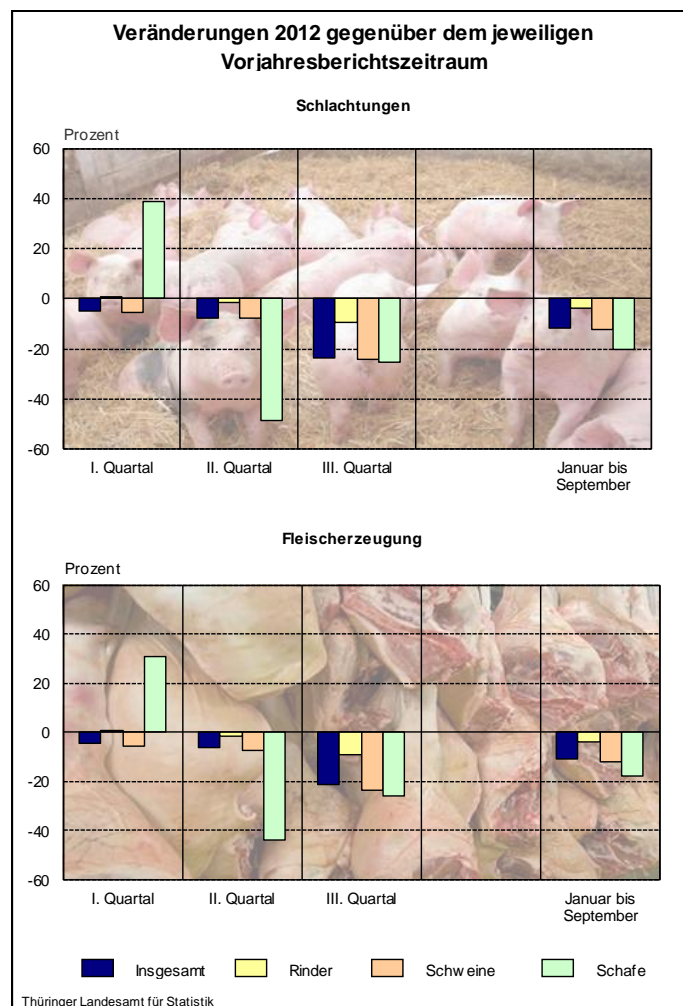 Veränderungen 2012 gegenüber dem jeweiligen
Vorjahresberichtszeitraum
Schlachtungen
Prozent
60
40
20
0
-20
-40
-60
I. Quartal II. Quartal III. Quartal Januar bis
September
Fleischerzeugung
Prozent
60
40
20
0
-20
-40
-60
I. Quartal II. Quartal III. Quartal Januar bis
September
Insgesamt Rinder Schweine Schafe
Thüringer Landesamt für Statistik